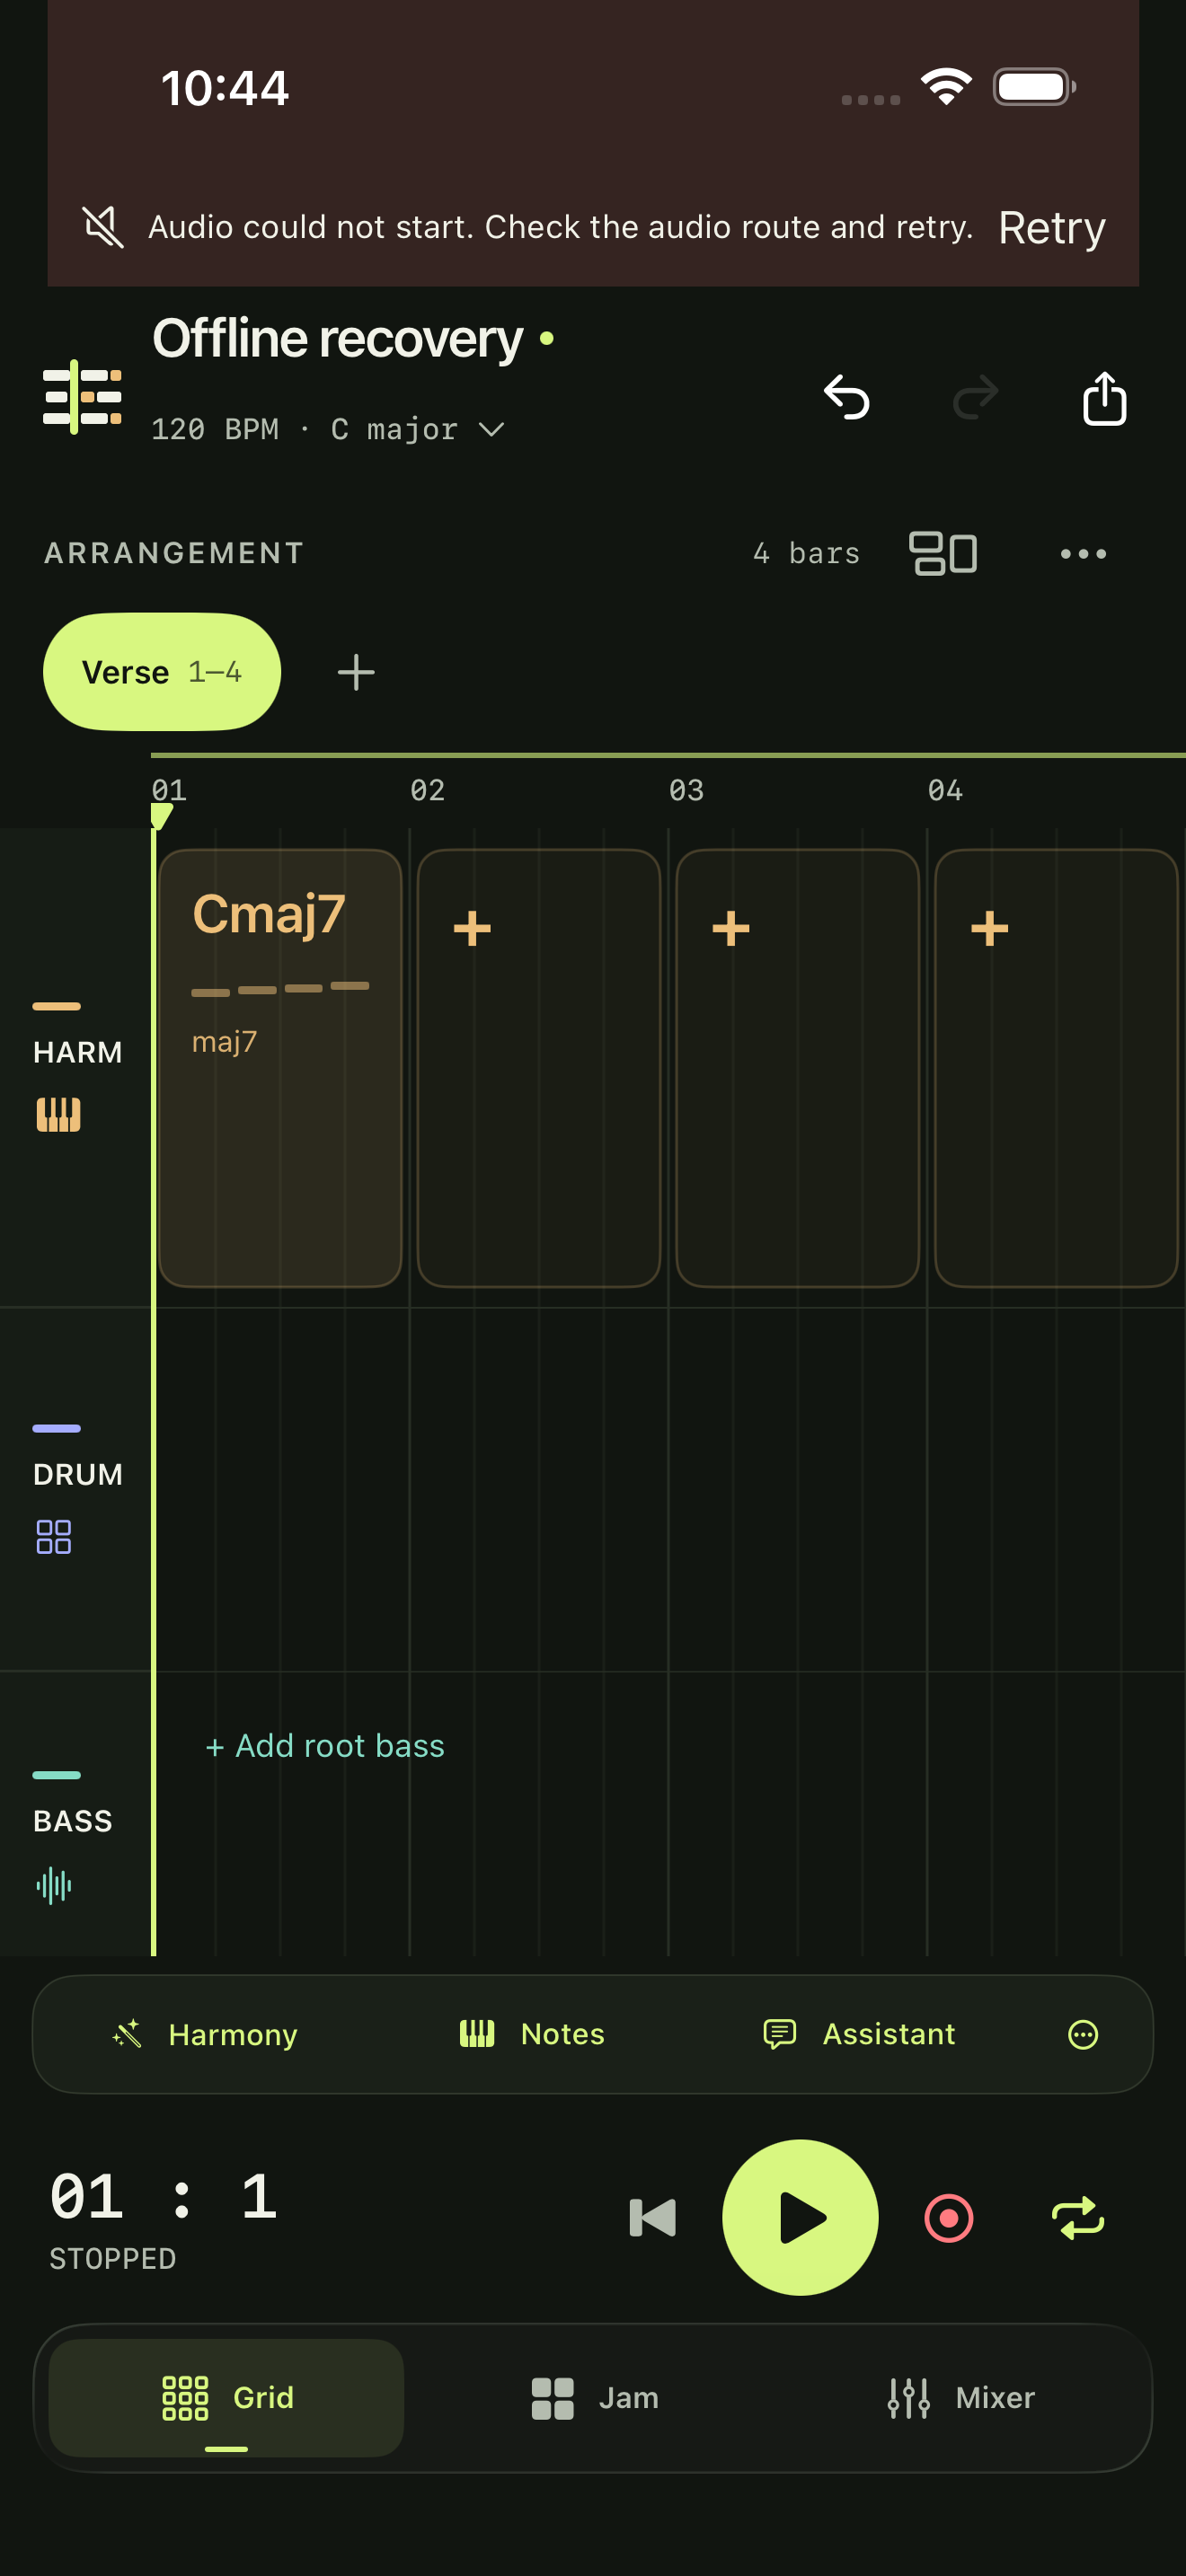 10:44
Audio could not start. Check the audio route and retry. Retry
Offline recovery
120 BPM · C major
ARRANGEMENT 4 bars
Verse 1–4
01 02 03 04
Cmaj7
maj7
HARM
DRUM
+ Add root bass
BASS
Harmony Notes Assistant
01 : 1
STOPPED
Grid Jam Mixer